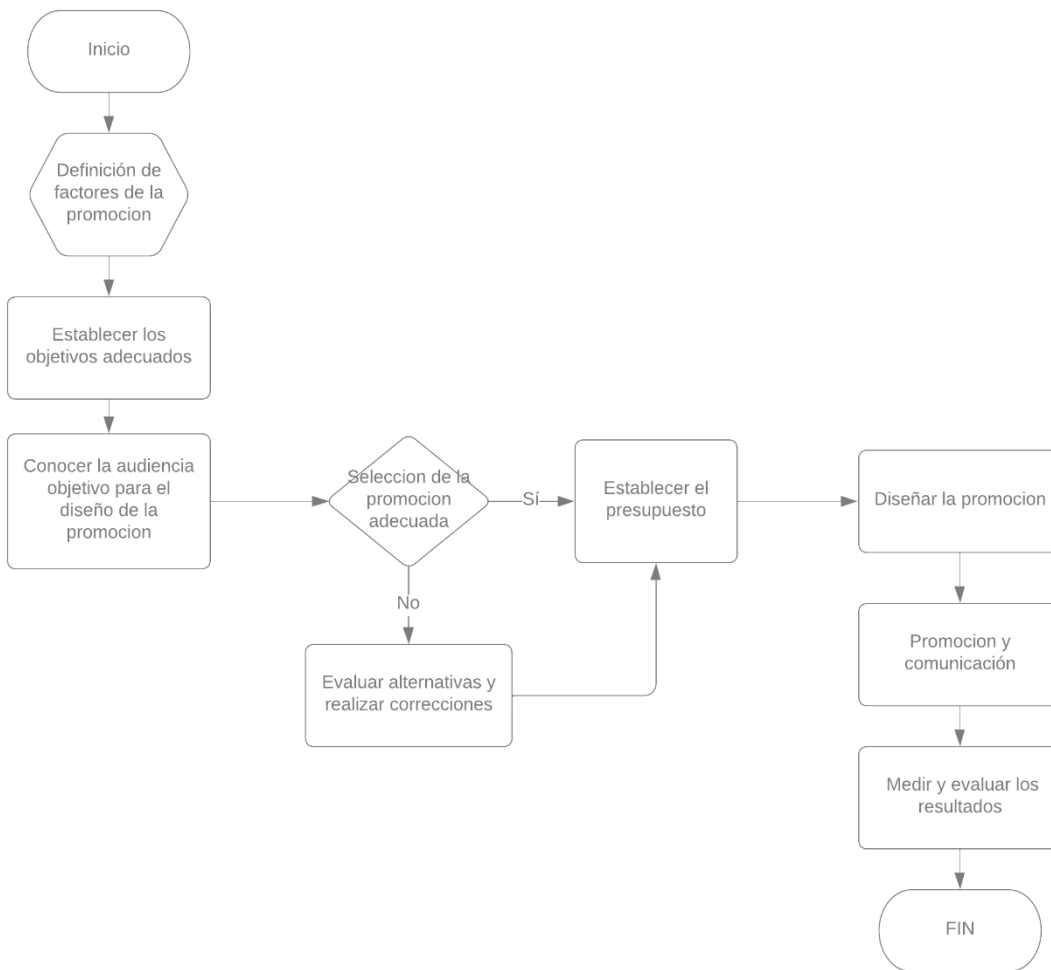 Inicio
Definición de
factores de la
promocion
Establecer los
objetivos adecuados
Conocer la audiencia
objetivo para el
diseño de la
promocion
Seleccion de la
promocion
adecuada
Sí
No
Evaluar alternativas y
realizar correcciones
Establecer el
presupuesto
Diseñar la promocion
Promocion y
comunicación
Medir y evaluar los
resultados
FIN